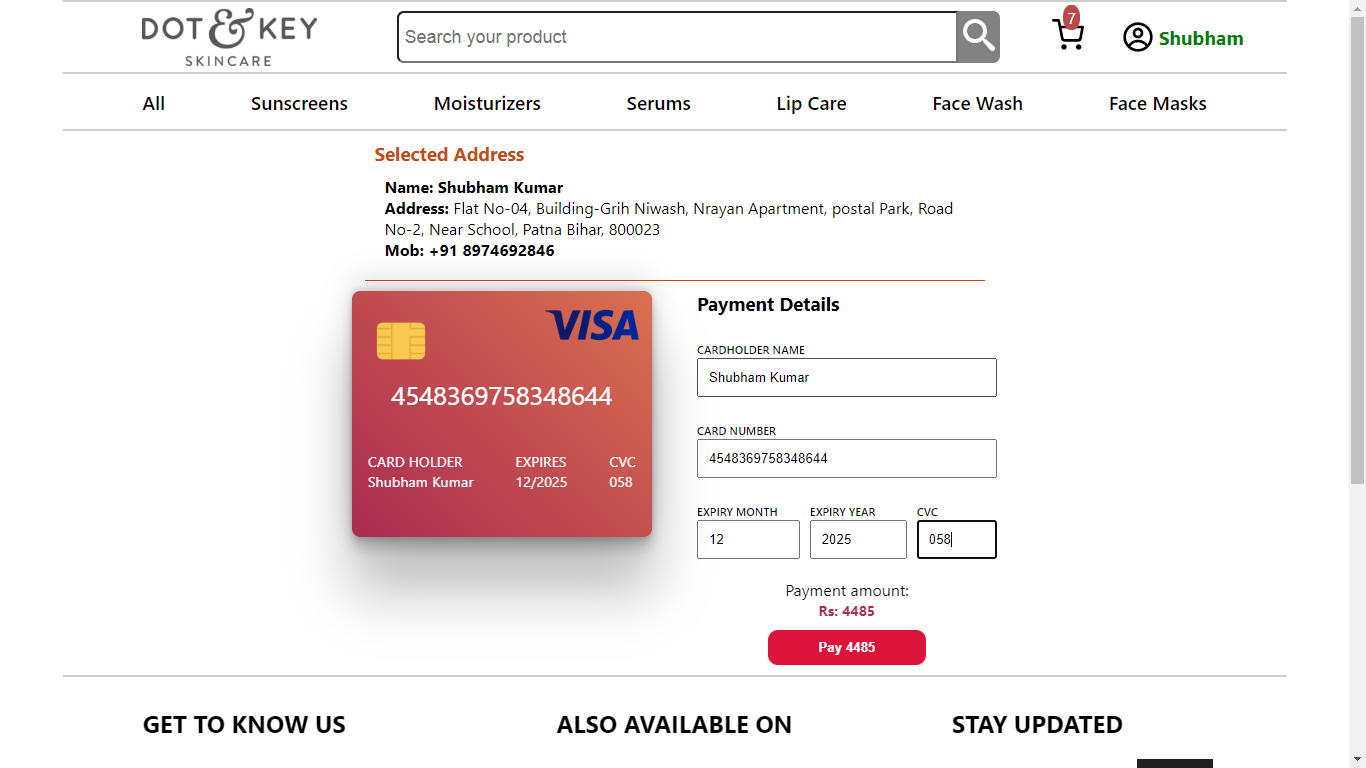 DOT & KEY
SKINCARE
Search your product
7
Shubham
All Sunscreens Moisturizers Serums Lip Care Face Wash Face Masks
Selected Address
Name: Shubham Kumar
Address: Flat No-04, Building-Grih Niwash, Nrayan Apartment, postal Park, Road
No-2, Near School, Patna Bihar, 800023
Mob: +91 8974692846
VISA
4548369758348644
CARD HOLDER EXPIRES CVC
Shubham Kumar 12/2025 058
Payment Details
CARDHOLDER NAME
Shubham Kumar
CARD NUMBER
4548369758348644
EXPIRY MONTH EXPIRY YEAR CVC
12 2025 058
Payment amount:
Rs: 4485
Pay 4485
GET TO KNOW US ALSO AVAILABLE ON STAY UPDATED